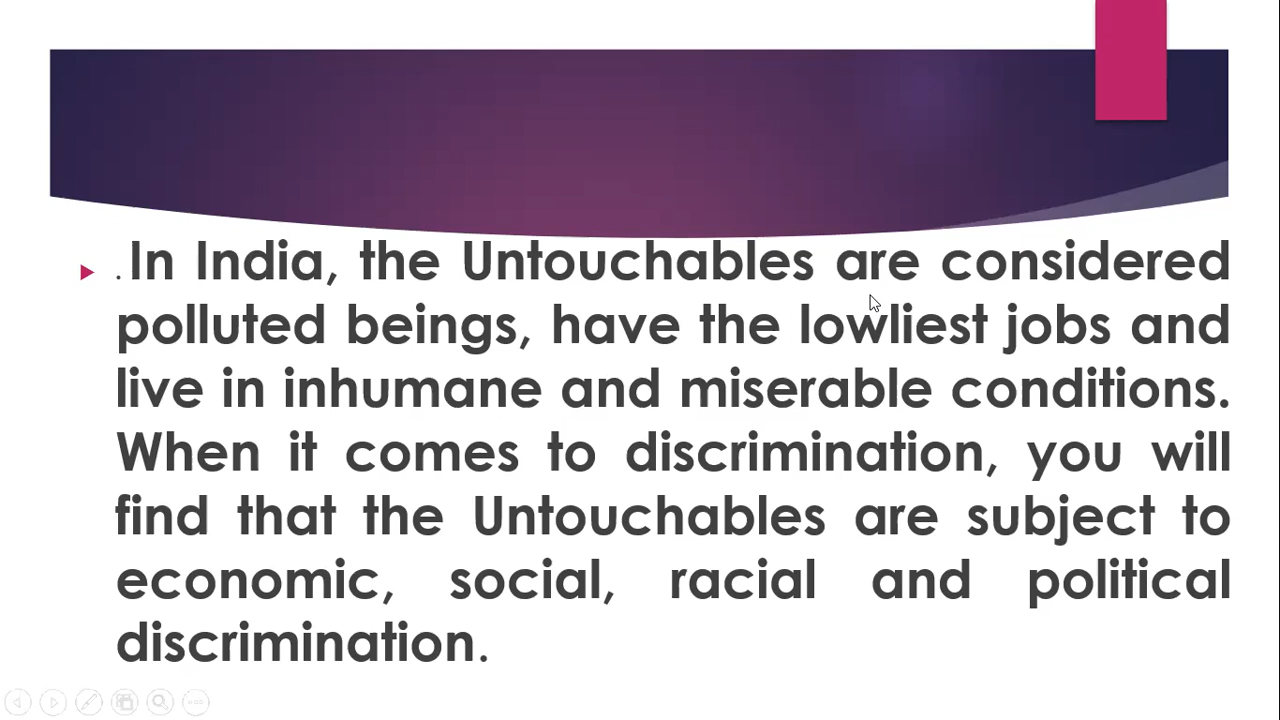 . In India, the Untouchables are considered
polluted beings, have the lowliest jobs and
live in inhumane and miserable conditions.
When it comes to discrimination, you will
find that the Untouchables are subject to
economic, social, racial and political
discrimination.